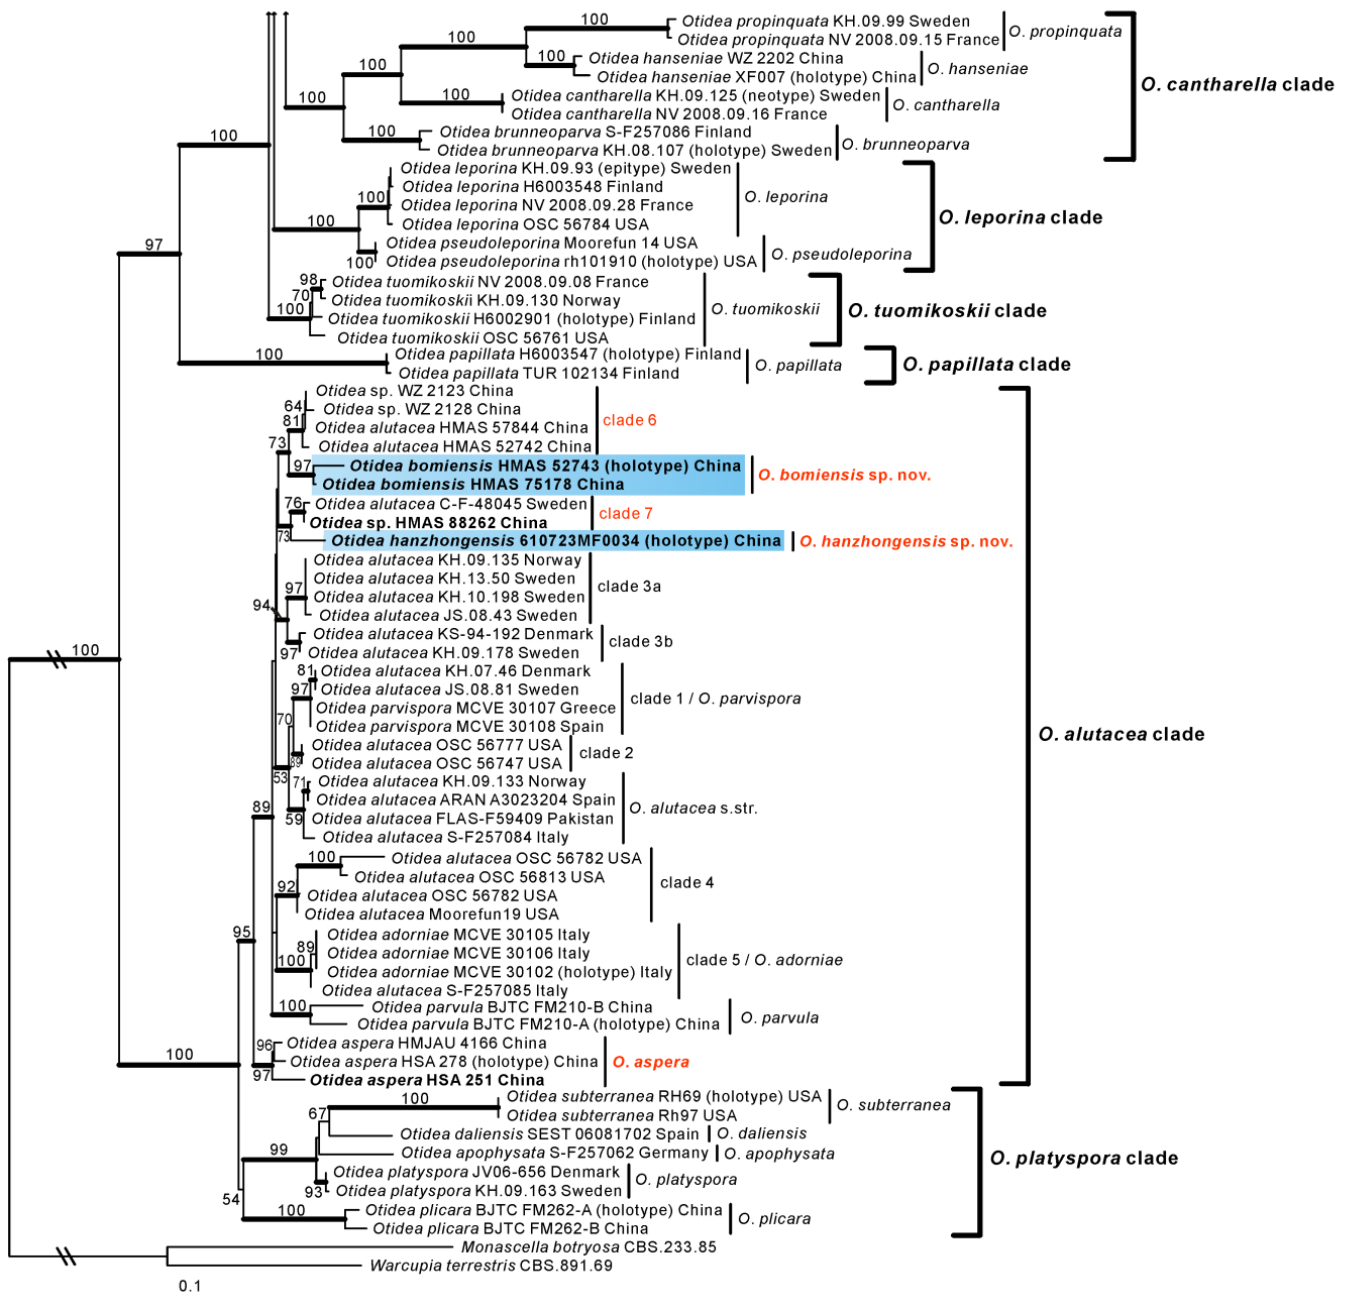 100
Otidea propinquata KH.09.99 Sweden
Otidea propinquata NV 2008.09.15 France
O. propinquata
100
100
Otidea hanseniae WZ 2202 China
Otidea hanseniae XF007 (holotype) China
O. hanseniae
100
100
Otidea cantharella KH.09.125 (neotype) Sweden
Otidea cantharella NV 2008.09.16 France
O. cantharella
100
100
Otidea brunneoparva S-F257086 Finland
Otidea brunneoparva KH.08.107 (holotype) Sweden
O. brunneoparva
O. cantharella clade
100
Otidea leporina KH.09.93 (epitype) Sweden
Otidea leporina H6003548 Finland
Otidea leporina NV 2008.09.28 France
Otidea leporina OSC 56784 USA
O. leporina
100
100
Otidea pseudoleporina Moorefun 14 USA
Otidea pseudoleporina rh101910 (holotype) USA
O. pseudoleporina
100
O. leporina clade
97
98
70
100
Otidea tuomikoskii NV 2008.09.08 France
Otidea tuomikoskii KH.09.130 Norway
Otidea tuomikoskii H6002901 (holotype) Finland
Otidea tuomikoskii OSC 56761 USA
O. tuomikoskii
O. tuomikoskii clade
100
Otidea papillata H6003547 (holotype) Finland
Otidea papillata TUR 102134 Finland
O. papillata
O. papillata clade
64
81
73
Otidea sp. WZ 2123 China
Otidea sp. WZ 2128 China
Otidea alutacea HMAS 57844 China
Otidea alutacea HMAS 52742 China
clade 6
97
Otidea bomiensis HMAS 52743 (holotype) China
Otidea bomiensis HMAS 75178 China
O. bomiensis sp. nov.
76
Otidea alutacea C-F-48045 Sweden
Otidea sp. HMAS 88262 China
clade 7
73
Otidea hanzhongensis 610723MF0034 (holotype) China
O. hanzhongensis sp. nov.
97
94
Otidea alutacea KH.09.135 Norway
Otidea alutacea KH.13.50 Sweden
Otidea alutacea KH.10.198 Sweden
Otidea alutacea JS.08.43 Sweden
clade 3a
Otidea alutacea KS-94-192 Denmark
Otidea alutacea KH.09.178 Sweden
clade 3b
97
100
81
97
70
Otidea alutacea KH.07.46 Denmark
Otidea alutacea JS.08.81 Sweden
Otidea parvispora MCVE 30107 Greece
Otidea parvispora MCVE 30108 Spain
clade 1 / O. parvispora
Otidea alutacea OSC 56777 USA
Otidea alutacea OSC 56747 USA
clade 2
89
53
71
59
Otidea alutacea KH.09.133 Norway
Otidea alutacea ARAN A3023204 Spain
Otidea alutacea FLAS-F59409 Pakistan
Otidea alutacea S-F257084 Italy
O. alutacea s.str.
O. alutacea clade
89
100
92
Otidea alutacea OSC 56782 USA
Otidea alutacea OSC 56813 USA
Otidea alutacea OSC 56782 USA
Otidea alutacea Moorefun19 USA
clade 4
95
89
100
Otidea adorniae MCVE 30105 Italy
Otidea adorniae MCVE 30106 Italy
Otidea adorniae MCVE 30102 (holotype) Italy
Otidea alutacea S-F257085 Italy
clade 5 / O. adorniae
100
Otidea parvula BJTC FM210-B China
Otidea parvula BJTC FM210-A (holotype) China
O. parvula
96
97
Otidea aspera HMJAU 4166 China
Otidea aspera HSA 278 (holotype) China
Otidea aspera HSA 251 China
O. aspera
100
100
67
Otidea subterranea RH69 (holotype) USA
Otidea subterranea Rh97 USA
O. subterranea
Otidea daliensis SEST 06081702 Spain
O. daliensis
99
Otidea apophysata S-F257062 Germany
O. apophysata
Otidea platyspora JV06-656 Denmark
Otidea platyspora KH.09.163 Sweden
O. platyspora
93
54
100
Otidea plicara BJTC FM262-A (holotype) China
Otidea plicara BJTC FM262-B China
O. plicara
O. platyspora clade
Monascella botryosa CBS.233.85
Warcupia terrestris CBS.891.69
0.1